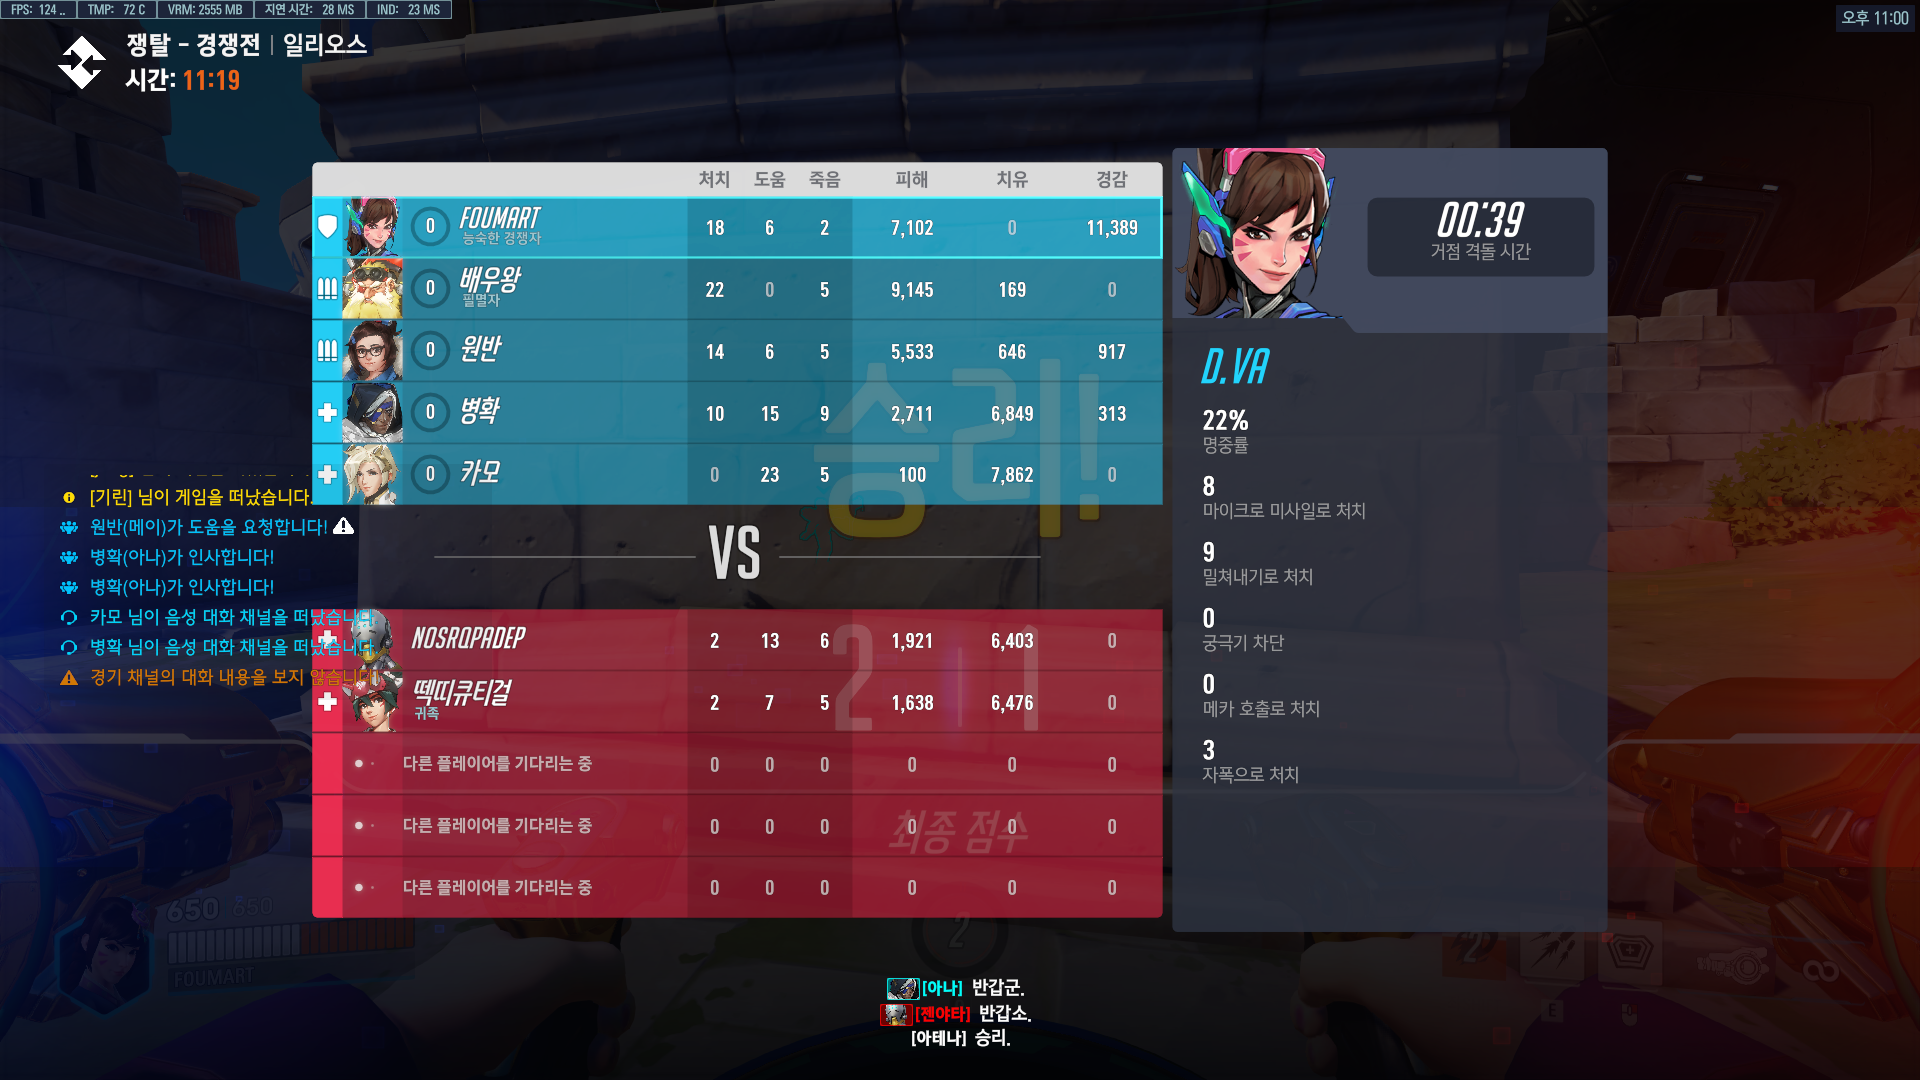 FPS: 124 .. TMP: 72 C VRM: 2555 MB 지연 시간: 28 MS IND: 23 MS
오후 11:00
쟁탈 - 경쟁전 | 일리오스
시간: 11:19
처치 도움 죽음 피해 치유 경감
0 FOUMART 18 6 2 7,102 0 11,389
능숙한 경쟁자
0 배우왕 22 0 5 9,145 169 0
필멸자
0 원반 14 6 5 5,533 646 917
0 병확 10 15 9 2,711 6,849 313
0 카모 0 23 5 100 7,862 0
승리!
VS
NOSROPADEP 2 13 6 1,921 6,403 0
떽띠큐티걸 2 7 5 1,638 6,476 0
귀족
다른 플레이어를 기다리는 중 0 0 0 0 0 0
다른 플레이어를 기다리는 중 0 0 0 0 0 0
다른 플레이어를 기다리는 중 0 0 0 0 0 0
2 | 1
최종 점수
00:39
거점 격돌 시간
D.VA
22%
명중률
8
마이크로 미사일로 처치
9
밀쳐내기로 처치
0
궁극기 차단
0
메카 호출로 처치
3
자폭으로 처치
[기린] 님이 게임을 떠났습니다.
원반(메이)가 도움을 요청합니다!
병확(아나)가 인사합니다!
병확(아나)가 인사합니다!
카모 님이 음성 대화 채널을 떠났습니다.
병확 님이 음성 대화 채널을 떠났습니다.
경기 채널의 대화 내용을 보지 않습니다.
650 650
FOUMART
2
E
[아나] 반갑군.
[젠야타] 반갑소.
[아테나] 승리.